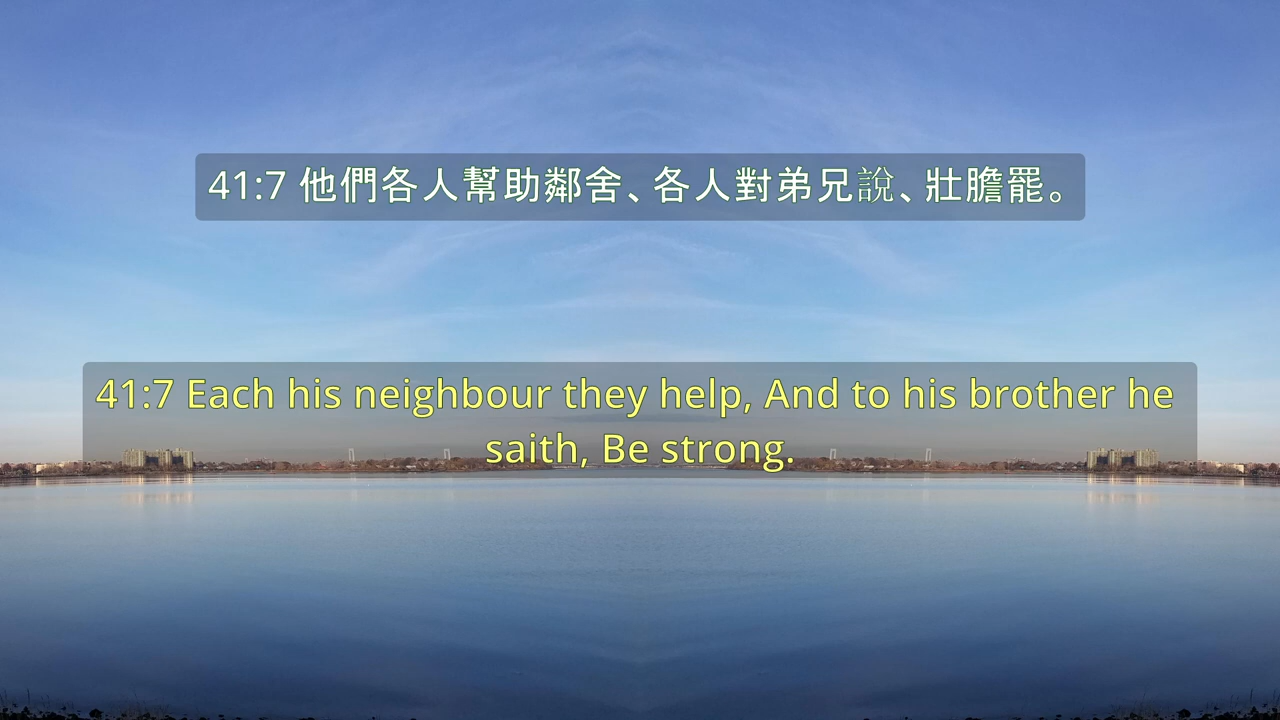 41:7 他們各人幫助鄰舍、各人對弟兄說、壯膽罷。
41:7 Each his neighbour they help, And to his brother he
saith, Be strong.